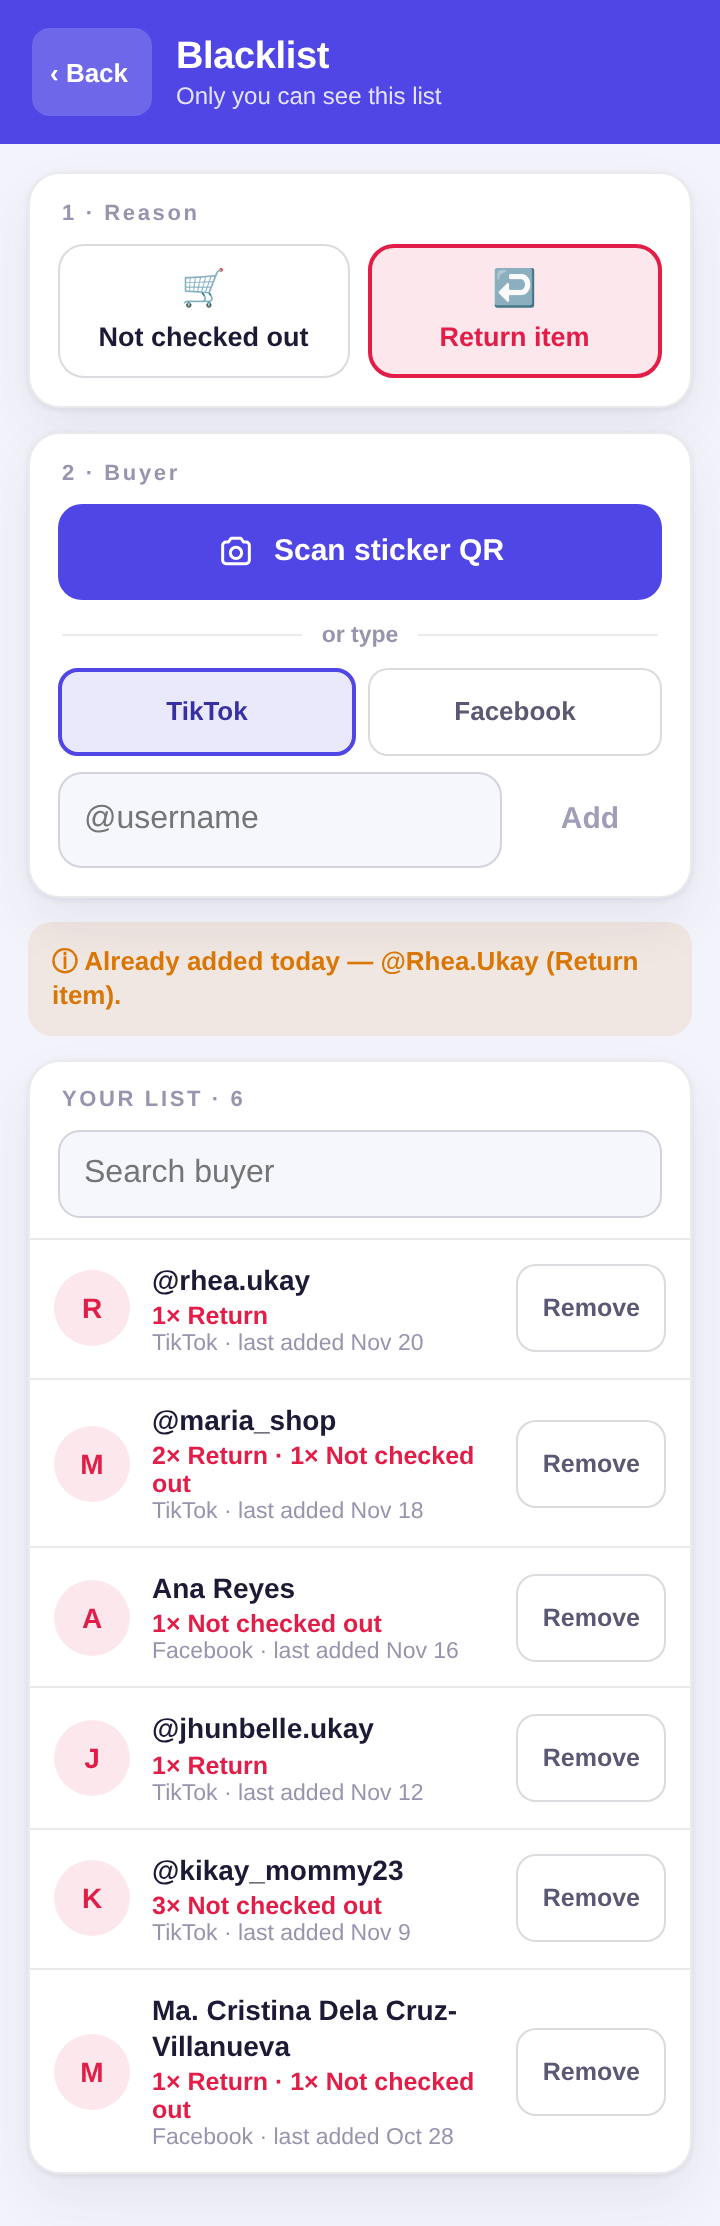 ‹ Back
Blacklist
Only you can see this list
1 · Reason
Not checked out
Return item
2 · Buyer
Scan sticker QR
or type
TikTok
Facebook
@username
Add
ⓘ Already added today — @Rhea.Ukay (Return
item).
YOUR LIST · 6
Search buyer
R
@rhea.ukay
1× Return
TikTok · last added Nov 20
Remove
M
@maria_shop
2× Return · 1× Not checked
out
TikTok · last added Nov 18
Remove
A
Ana Reyes
1× Not checked out
Facebook · last added Nov 16
Remove
J
@jhunbelle.ukay
1× Return
TikTok · last added Nov 12
Remove
K
@kikay_mommy23
3× Not checked out
TikTok · last added Nov 9
Remove
M
Ma. Cristina Dela Cruz-
Villanueva
1× Return · 1× Not checked
out
Facebook · last added Oct 28
Remove